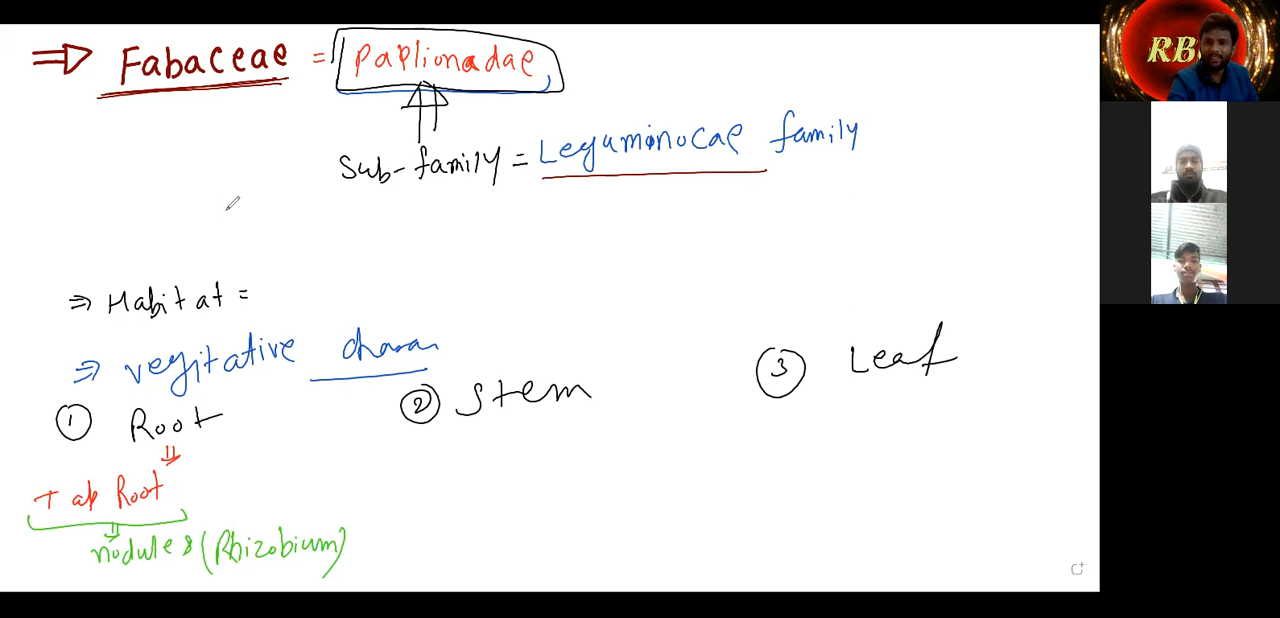 ⇒ Fabaceae = Paplionadae
Sub-family = Leguminocae family
⇒ Habitat =
⇒ vegitative charan
① Root ② Stem ③ Leaf
Tap Root
nodules (Rhizobium)
RB